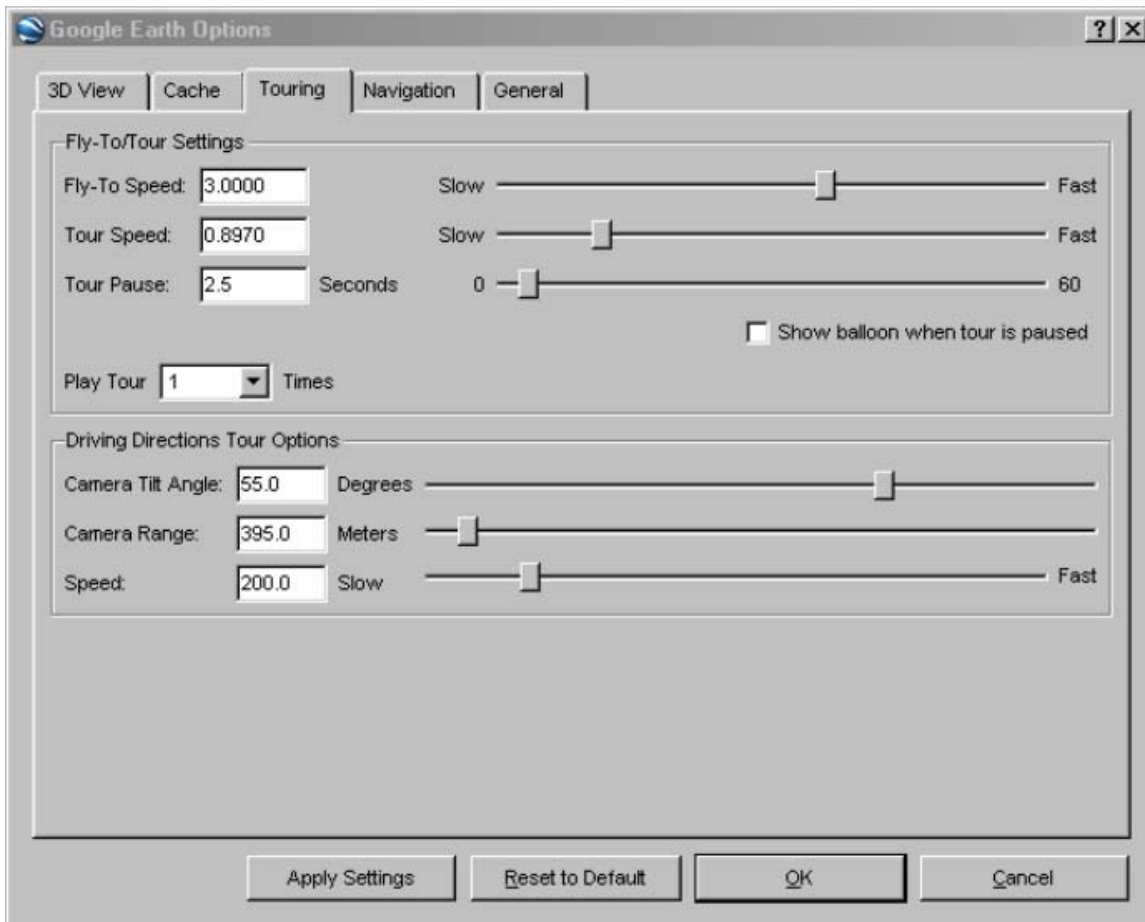 Google Earth Options
3D View Cache Touring Navigation General
Fly-To/Tour Settings
Fly-To Speed: 3.0000 Slow Fast
Tour Speed: 0.8970 Slow Fast
Tour Pause: 2.5 Seconds 0 60
Show balloon when tour is paused
Play Tour 1 Times
Driving Directions Tour Options
Camera Tilt Angle: 55.0 Degrees
Camera Range: 395.0 Meters
Speed: 200.0 Slow Fast
Apply Settings Reset to Default OK Cancel